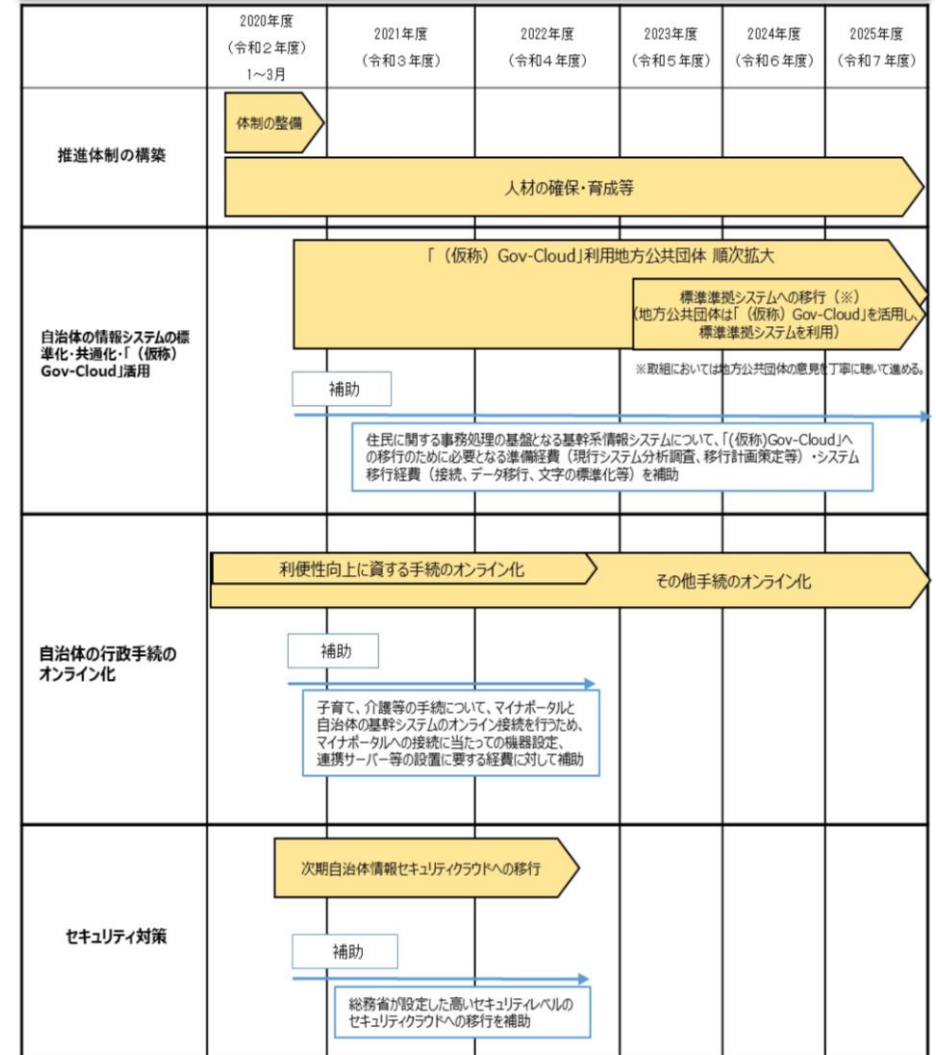 2020年度
(令和2年度)
1~3月
2021年度
(令和3年度)
2022年度
(令和4年度)
2023年度
(令和5年度)
2024年度
(令和6年度)
2025年度
(令和7年度)
推進体制の構築
体制の整備
人材の確保・育成等
自治体の情報システムの標
準化・共通化・「(仮称)
Gov-Cloud」活用
「(仮称)Gov-Cloud」利用地方公共団体 順次拡大
標準準拠システムへの移行(※)
(地方公共団体は「(仮称)Gov-Cloud」を活用し、
標準準拠システムを利用)
※取組においては地方公共団体の意見を丁寧に聴いて進める。
補助
住民に関する事務処理の基盤となる基幹系情報システムについて、「(仮称)Gov-Cloud」へ
の移行のために必要となる準備経費(現行システム分析調査、移行計画策定等)・システム
移行経費(接続、データ移行、文字の標準化等)を補助
自治体の行政手続の
オンライン化
利便性向上に資する手続のオンライン化
その他手続のオンライン化
補助
子育て、介護等の手続について、マイナポータルと
自治体の基幹システムのオンライン接続を行うため、
マイナポータルへの接続に当たっての機器設定、
連携サーバー等の設置に要する経費に対して補助
セキュリティ対策
次期自治体情報セキュリティクラウドへの移行
補助
総務省が設定した高いセキュリティレベルの
セキュリティクラウドへの移行を補助